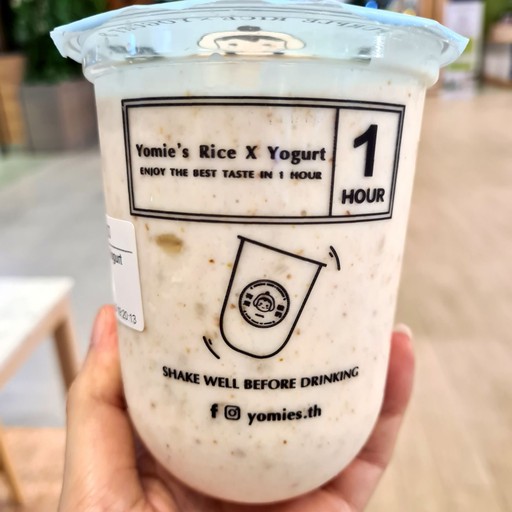 Yomie's Rice X Yogurt
ENJOY THE BEST TASTE IN 1 HOUR
1
HOUR
SHAKE WELL BEFORE DRINKING
yomies.th